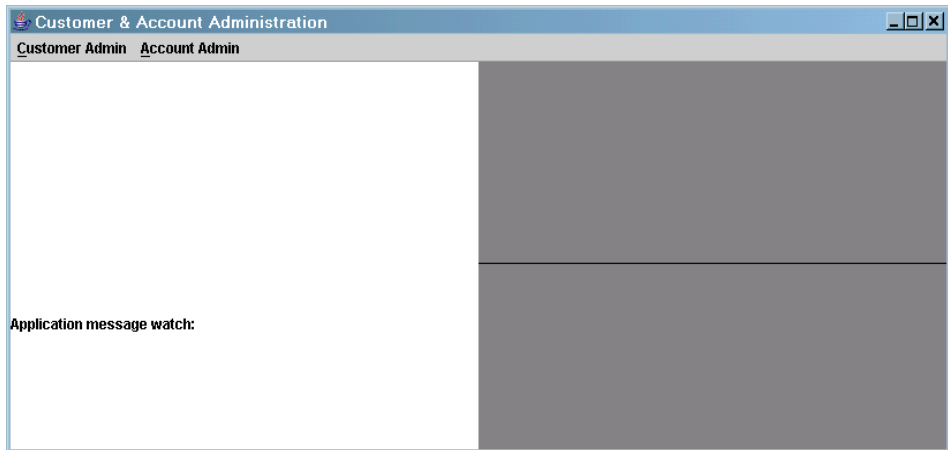 Customer & Account Administration
Customer Admin Account Admin
Application message watch: